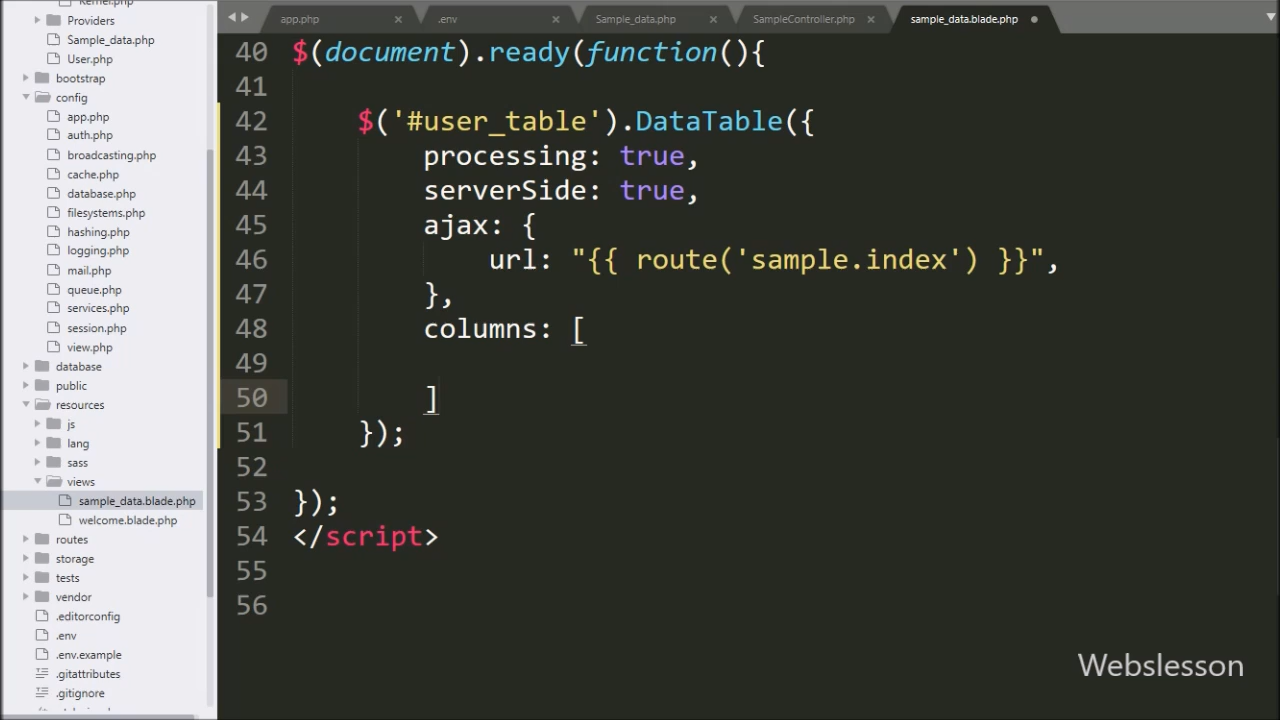 Kernel.php
Providers
Sample_data.php
User.php
bootstrap
config
app.php
auth.php
broadcasting.php
cache.php
database.php
filesystems.php
hashing.php
logging.php
mail.php
queue.php
services.php
session.php
view.php
database
public
resources
js
lang
sass
views
sample_data.blade.php
welcome.blade.php
routes
storage
tests
vendor
.editorconfig
.env
.env.example
.gitattributes
.gitignore
app.php
.env
Sample_data.php
SampleController.php
sample_data.blade.php
40 $(document).ready(function(){
41
42 $('#user_table').DataTable({
43 processing: true,
44 serverSide: true,
45 ajax: {
46 url: "{{ route('sample.index') }}",
47 },
48 columns: [
49
50 ]
51 });
52
53 });
54 </script>
55
56
Webslesson